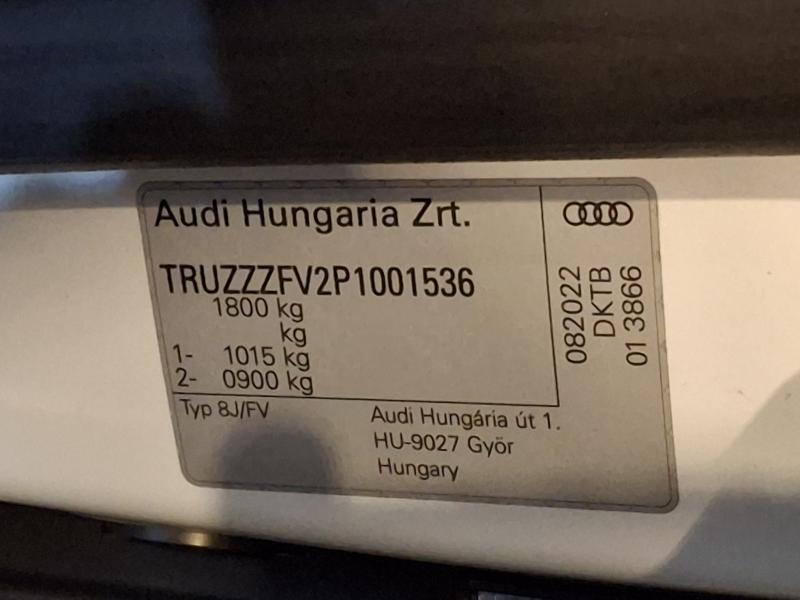 Audi Hungaria Zrt.
TRUZZZFV2P1001536
1800 kg
kg
1- 1015 kg
2- 0900 kg
Typ 8J/FV
Audi Hungária út 1.
HU-9027 Györ
Hungary
082022
DKTB
01 3866